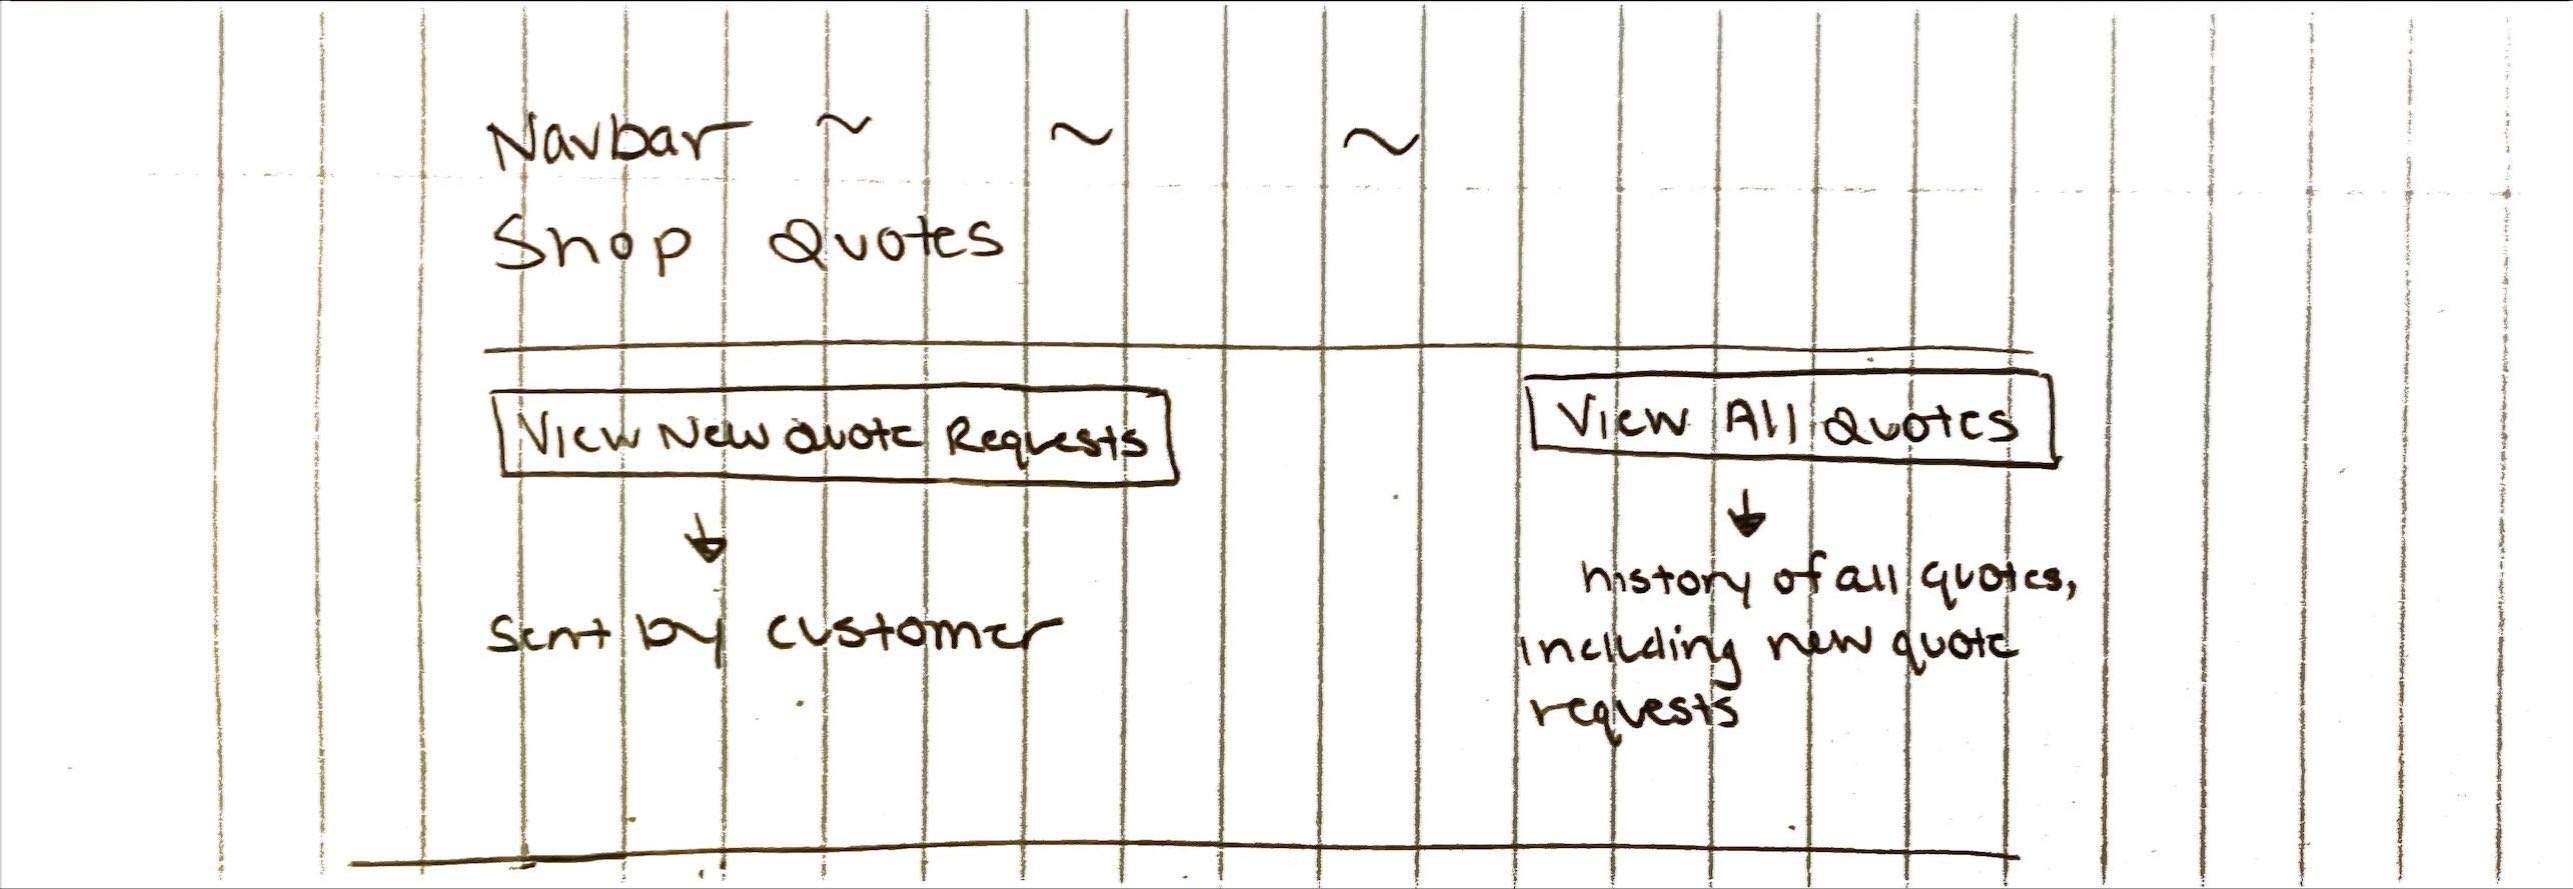 Navbar ~ ~ ~
Shop Quotes
View New Quote Requests
View All Quotes
↓
↓
sent by customer
history of all quotes,
including new quote
requests